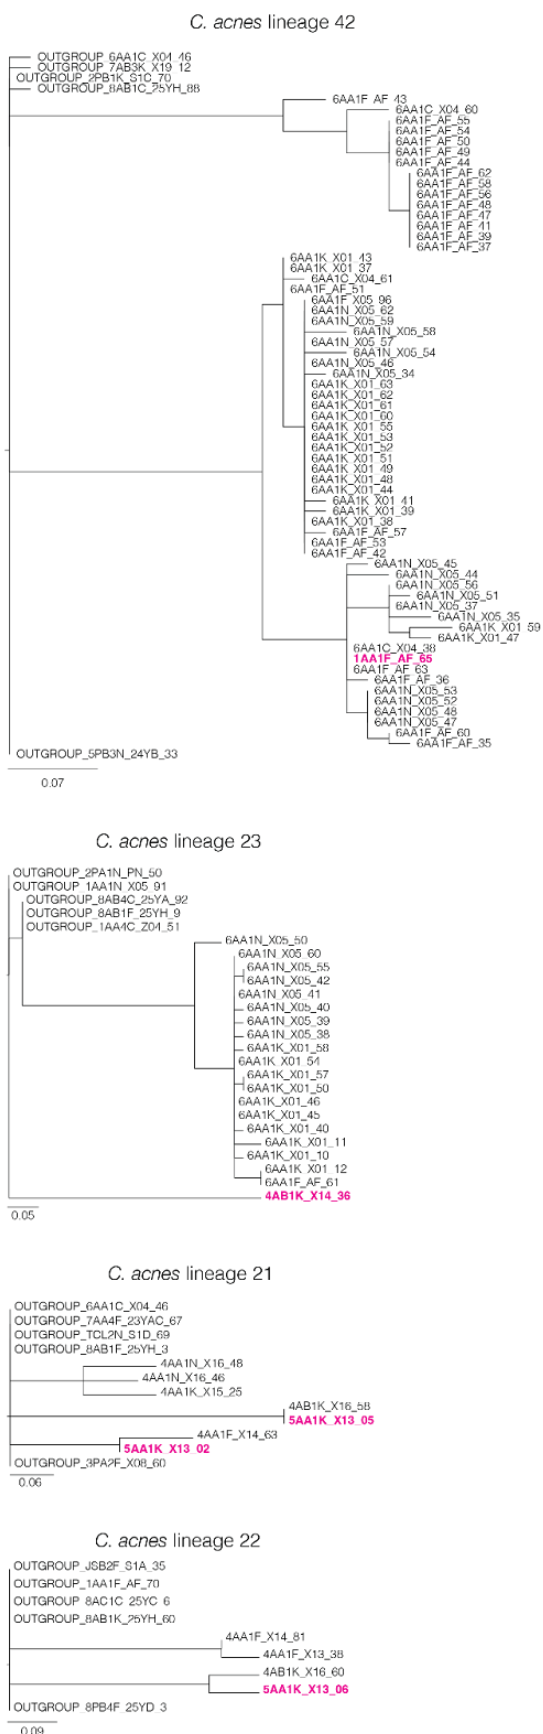 C. acnes lineage 42
OUTGROUP_6AA1C_X04_46
OUTGROUP_7AB3K_X19_12
OUTGROUP_2PB1K_S1C_70
OUTGROUP_8AB1C_25YH_88
6AA1F_AF_43
6AA1C_X04_60
6AA1F_AF_55
6AA1F_AF_54
6AA1F_AF_50
6AA1F_AF_49
6AA1F_AF_44
6AA1F_AF_62
6AA1F_AF_58
6AA1F_AF_56
6AA1F_AF_48
6AA1F_AF_47
6AA1F_AF_41
6AA1F_AF_39
6AA1F_AF_37
6AA1K_X01_43
6AA1K_X01_37
6AA1C_X04_61
6AA1F_AF_51
6AA1F_X05_96
6AA1N_X05_62
6AA1N_X05_59
6AA1N_X05_58
6AA1N_X05_57
6AA1N_X05_54
6AA1N_X05_46
6AA1N_X05_34
6AA1K_X01_63
6AA1K_X01_62
6AA1K_X01_61
6AA1K_X01_60
6AA1K_X01_55
6AA1K_X01_53
6AA1K_X01_52
6AA1K_X01_51
6AA1K_X01_49
6AA1K_X01_48
6AA1K_X01_44
6AA1K_X01_41
6AA1K_X01_39
6AA1K_X01_38
6AA1F_AF_57
6AA1F_AF_53
6AA1F_AF_42
6AA1N_X05_45
6AA1N_X05_44
6AA1N_X05_56
6AA1N_X05_51
6AA1N_X05_37
6AA1N_X05_35
6AA1K_X01_59
6AA1K_X01_47
6AA1C_X04_38
1AA1F_AF_65
6AA1F_AF_63
6AA1F_AF_36
6AA1N_X05_53
6AA1N_X05_52
6AA1N_X05_48
6AA1N_X05_47
6AA1F_AF_60
6AA1F_AF_35
OUTGROUP_5PB3N_24YB_33
0.07
C. acnes lineage 23
OUTGROUP_2PA1N_PN_50
OUTGROUP_1AA1N_X05_91
OUTGROUP_8AB4C_25YA_92
OUTGROUP_8AB1F_25YH_9
OUTGROUP_1AA4C_Z04_51
6AA1N_X05_50
6AA1N_X05_60
6AA1N_X05_55
6AA1N_X05_42
6AA1N_X05_41
6AA1N_X05_40
6AA1N_X05_39
6AA1N_X05_38
6AA1K_X01_58
6AA1K_X01_54
6AA1K_X01_57
6AA1K_X01_50
6AA1K_X01_46
6AA1K_X01_45
6AA1K_X01_40
6AA1K_X01_11
6AA1K_X01_10
6AA1K_X01_12
6AA1F_AF_61
4AB1K_X14_36
0.05
C. acnes lineage 21
OUTGROUP_6AA1C_X04_46
OUTGROUP_7AA4F_23YAC_67
OUTGROUP_TCL2N_S1D_69
OUTGROUP_8AB1F_25YH_3
4AA1N_X16_48
4AA1N_X16_46
4AA1K_X15_25
4AB1K_X16_58
5AA1K_X13_05
4AA1F_X14_63
5AA1K_X13_02
OUTGROUP_3PA2F_X08_60
0.06
C. acnes lineage 22
OUTGROUP_JSB2F_S1A_35
OUTGROUP_1AA1F_AF_70
OUTGROUP_8AC1C_25YC_6
OUTGROUP_8AB1K_25YH_60
4AA1F_X14_81
4AA1F_X13_38
4AB1K_X16_60
5AA1K_X13_06
OUTGROUP_8PB4F_25YD_3
0.09